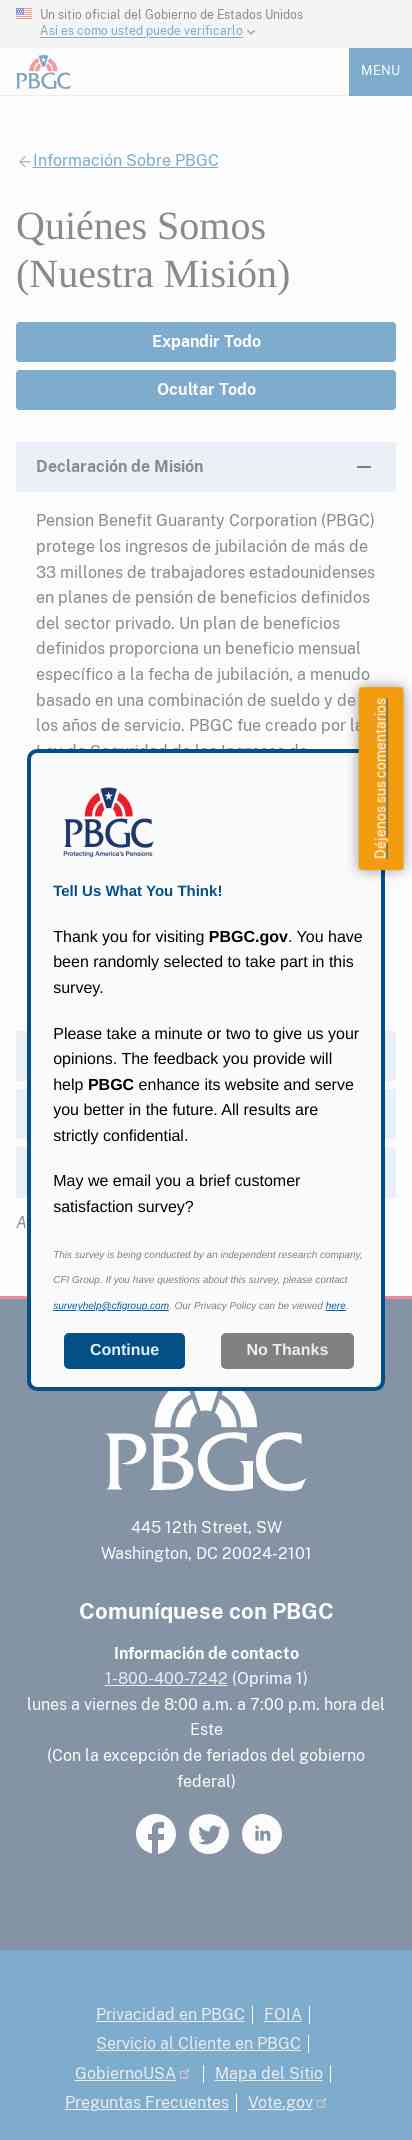 Un sitio oficial del Gobierno de Estados Unidos
Así es como usted puede verificarlo
PBGC
MENU
Información Sobre PBGC
Quiénes Somos
(Nuestra Misión)
Expandir Todo
Ocultar Todo
Declaración de Misión
Pension Benefit Guaranty Corporation (PBGC)
protege los ingresos de jubilación de más de
33 millones de trabajadores estadounidenses
en planes de pensión de beneficios definidos
del sector privado. Un plan de beneficios
definidos proporciona un beneficio mensual
específico a la fecha de jubilación, a menudo
basado en una combinación de sueldo y de
los años de servicio. PBGC fue creado por la
Déjenos sus comentarios
PBGC
Protecting America's Pensions
Tell Us What You Think!
Thank you for visiting PBGC.gov. You have
been randomly selected to take part in this
survey.
Please take a minute or two to give us your
opinions. The feedback you provide will
help PBGC enhance its website and serve
you better in the future. All results are
strictly confidential.
May we email you a brief customer
satisfaction survey?
This survey is being conducted by an independent research company,
CFI Group. If you have questions about this survey, please contact
surveyhelp@cfigroup.com. Our Privacy Policy can be viewed here.
Continue
No Thanks
PBGC
445 12th Street, SW
Washington, DC 20024-2101
Comuníquese con PBGC
Información de contacto
1-800-400-7242 (Oprima 1)
lunes a viernes de 8:00 a.m. a 7:00 p.m. hora del
Este
(Con la excepción de feriados del gobierno
federal)
Privacidad en PBGC | FOIA |
Servicio al Cliente en PBGC |
GobiernoUSA | Mapa del Sitio |
Preguntas Frecuentes | Vote.gov